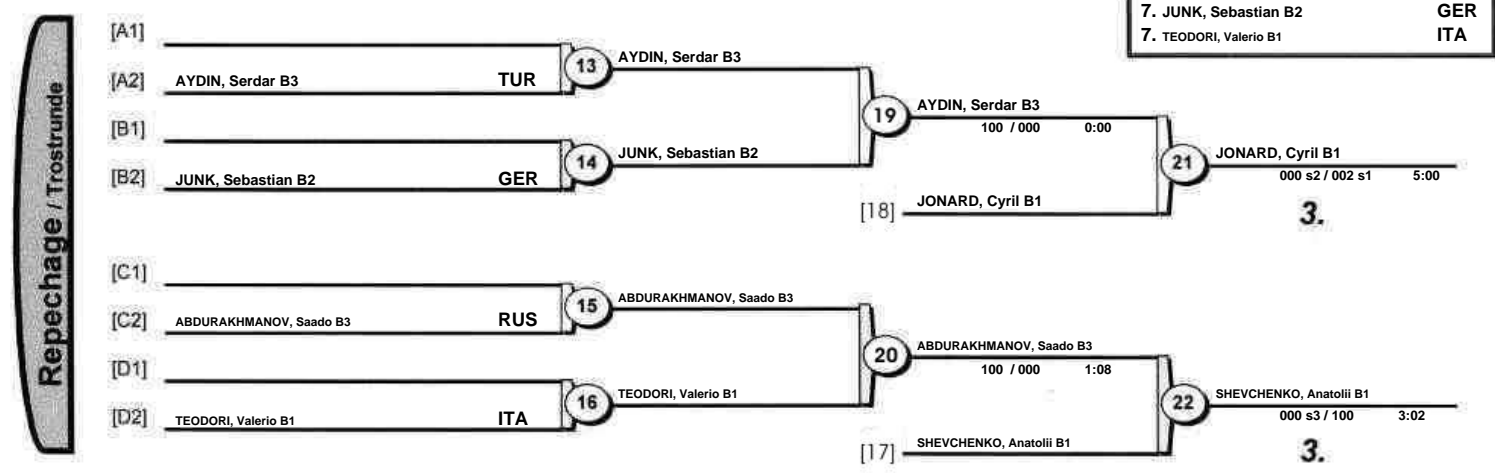 7. JUNK, Sebastian B2 GER
7. TEODORI, Valerio B1 ITA
Repechage / Trostrunde
[A1]
[A2] AYDIN, Serdar B3 TUR
13 AYDIN, Serdar B3
[B1]
[B2] JUNK, Sebastian B2 GER
14 JUNK, Sebastian B2
19 AYDIN, Serdar B3
100 / 000 0:00
[18] JONARD, Cyril B1
21 JONARD, Cyril B1
000 s2 / 002 s1 5:00
3.
[C1]
[C2] ABDURAKHMANOV, Saado B3 RUS
15 ABDURAKHMANOV, Saado B3
[D1]
[D2] TEODORI, Valerio B1 ITA
16 TEODORI, Valerio B1
20 ABDURAKHMANOV, Saado B3
100 / 000 1:08
[17] SHEVCHENKO, Anatolii B1
22 SHEVCHENKO, Anatolii B1
000 s3 / 100 3:02
3.